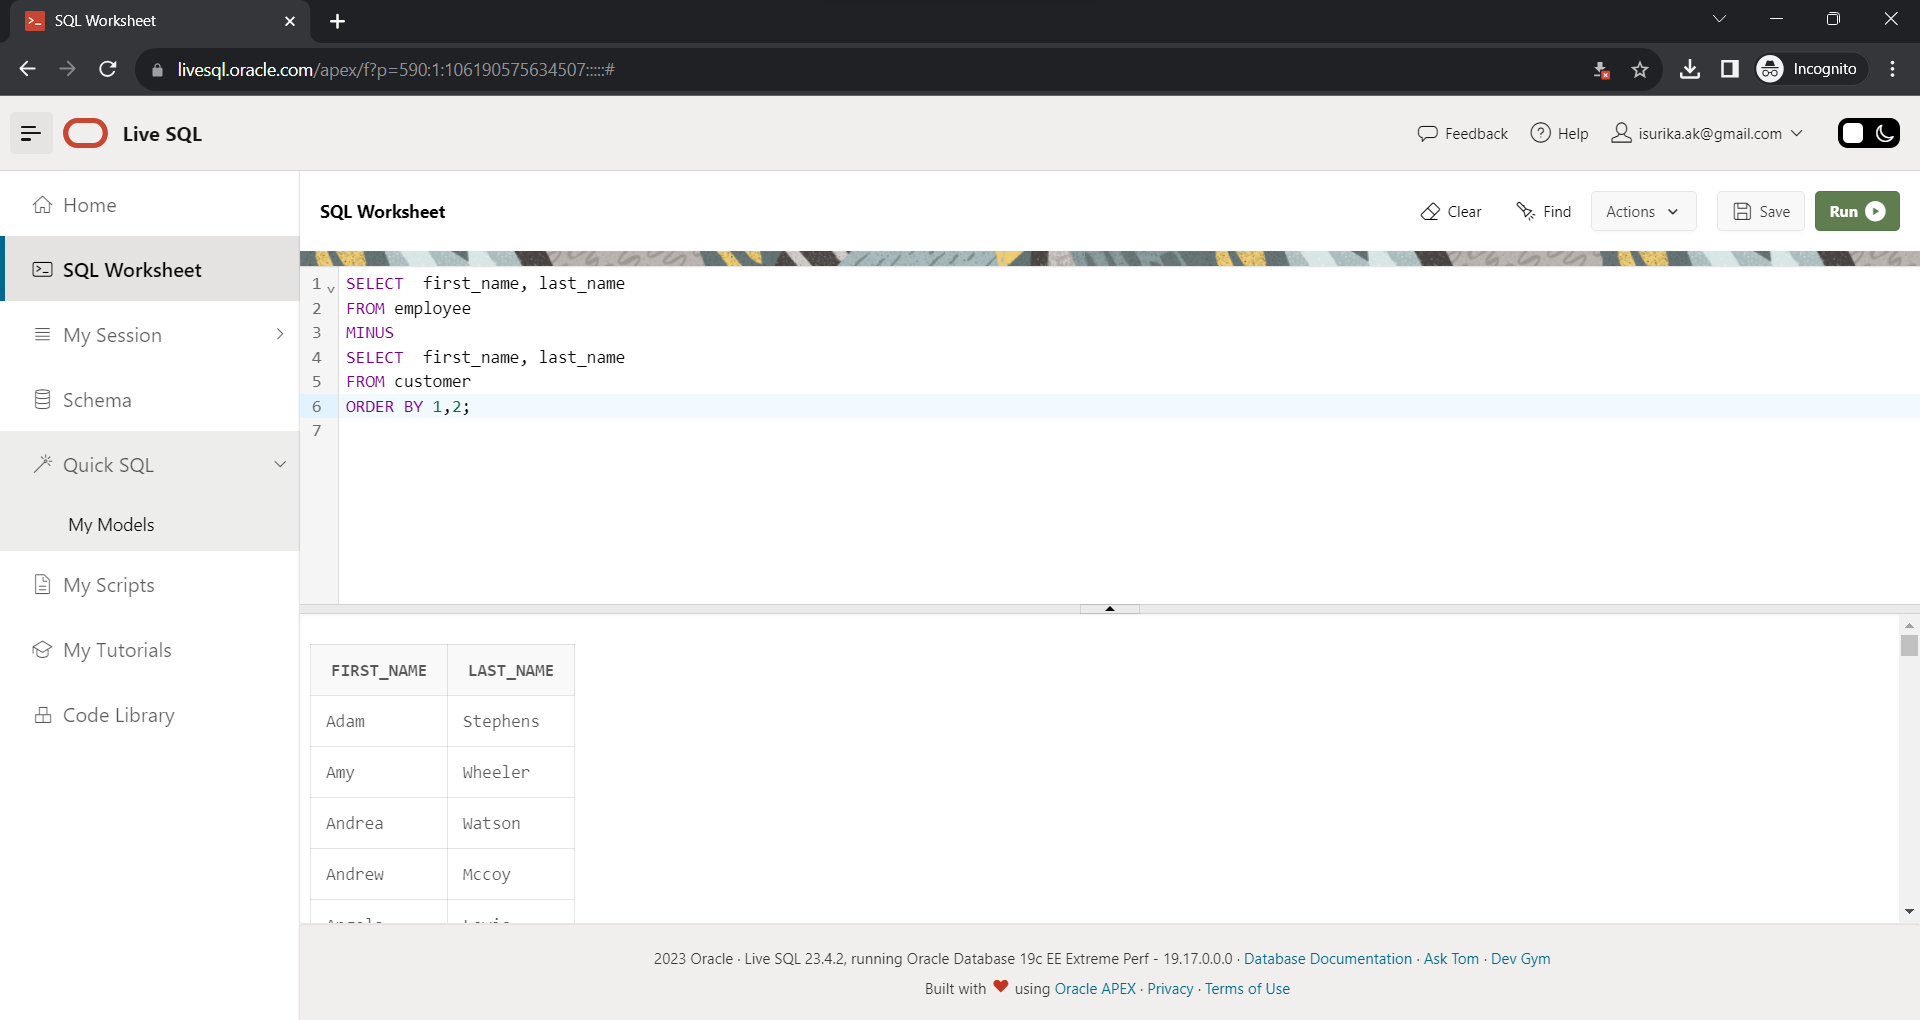 SQL Worksheet
livesql.oracle.com/apex/f?p=590:1:106190575634507:::::#
Incognito
Live SQL
Feedback
Help
isurika.ak@gmail.com
Home
SQL Worksheet
My Session
Schema
Quick SQL
My Models
My Scripts
My Tutorials
Code Library
SQL Worksheet
Clear
Find
Actions
Save
Run
1 SELECT  first_name, last_name
2 FROM employee
3 MINUS
4 SELECT  first_name, last_name
5 FROM customer
6 ORDER BY 1,2;
7
FIRST_NAME LAST_NAME
Adam Stephens
Amy Wheeler
Andrea Watson
Andrew Mccoy
2023 Oracle · Live SQL 23.4.2, running Oracle Database 19c EE Extreme Perf - 19.17.0.0.0 · Database Documentation · Ask Tom · Dev Gym
Built with ❤ using Oracle APEX · Privacy · Terms of Use